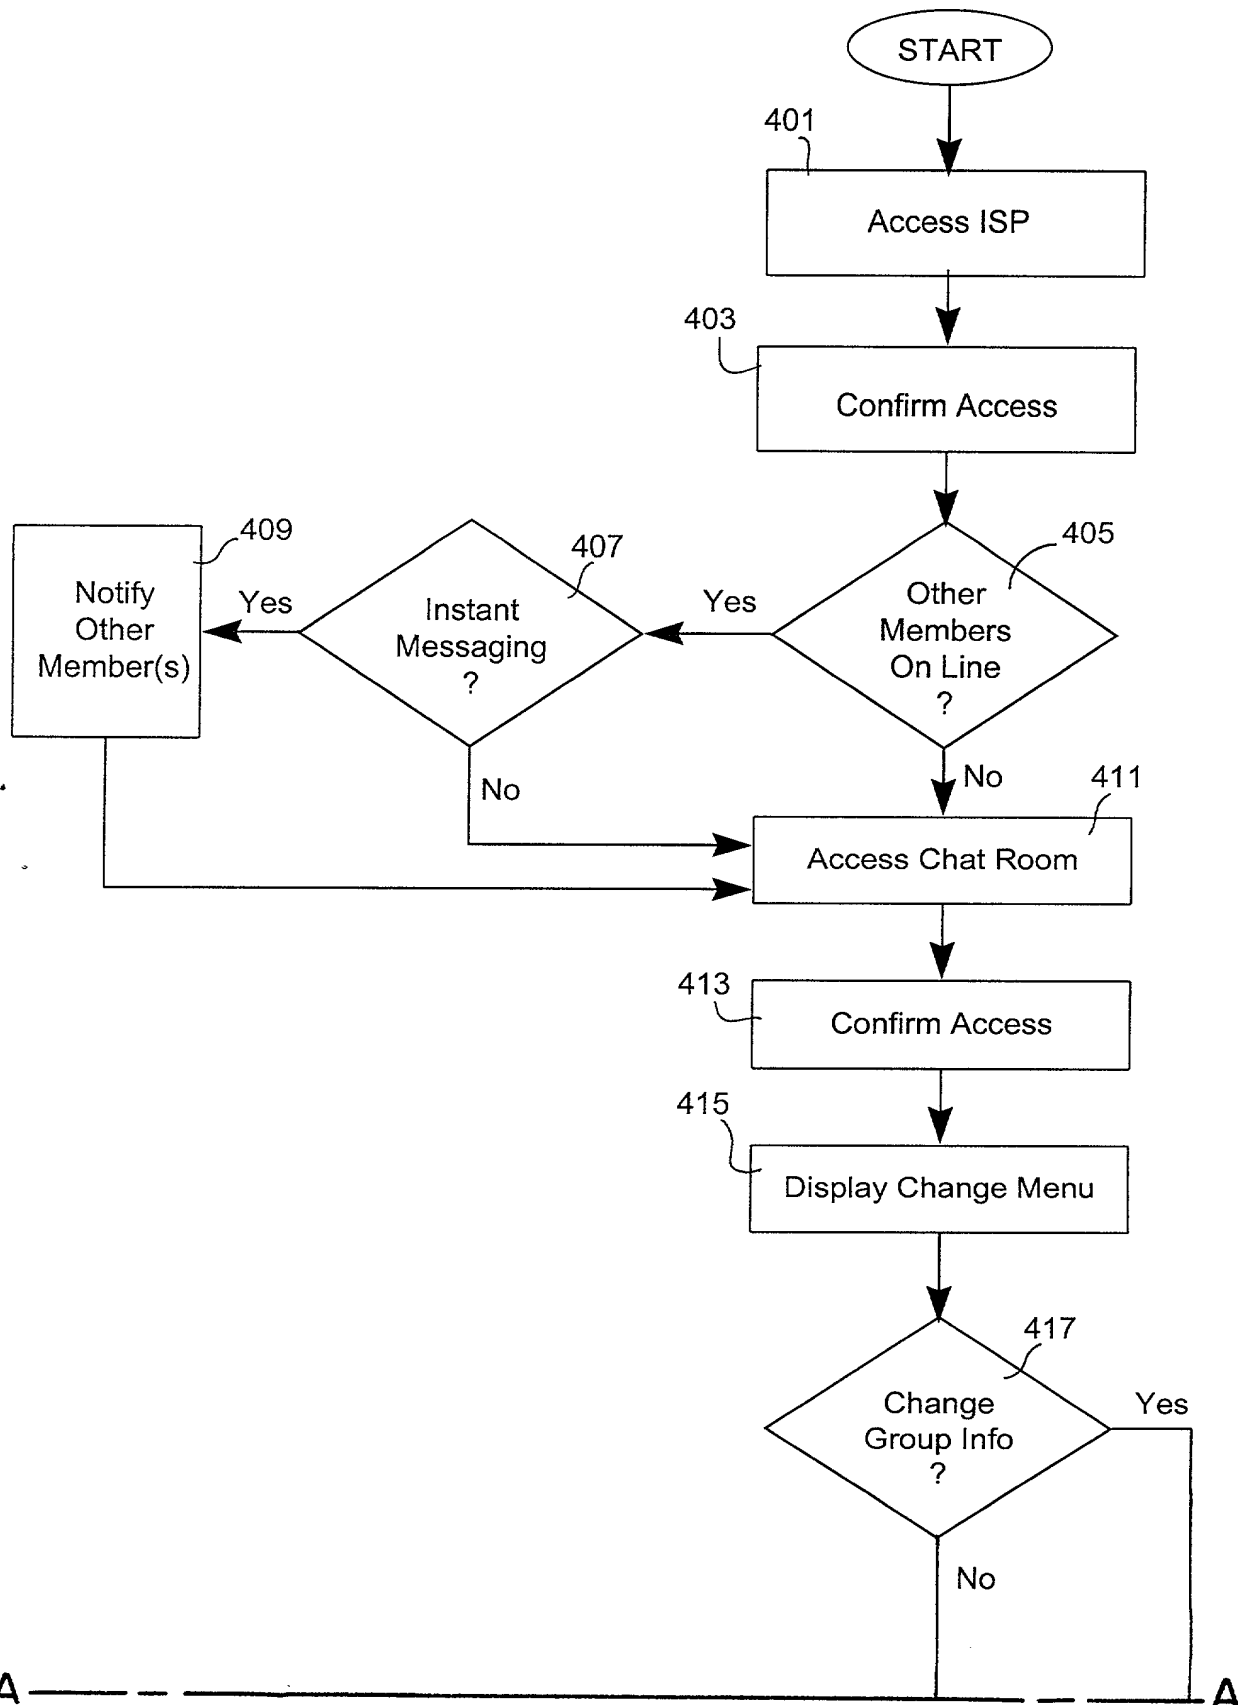 START
401
Access ISP
403
Confirm Access
409
Notify
Other
Member(s)
Yes
407
Instant
Messaging
?
Yes
405
Other
Members
On Line
?
No
No
411
Access Chat Room
413
Confirm Access
415
Display Change Menu
417
Change
Group Info
?
Yes
No
A
A